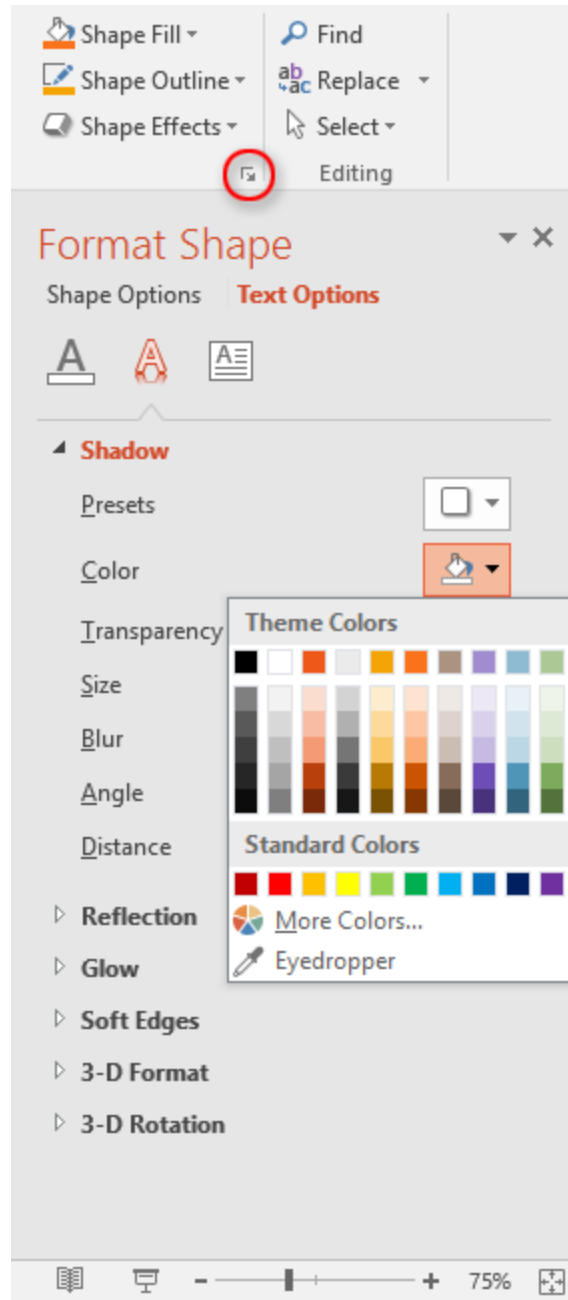 Shape Fill
Find
Shape Outline
Replace
Shape Effects
Select
Editing
Format Shape
Shape Options Text Options
Shadow
Presets
Color
Transparency
Theme Colors
Size
Blur
Angle
Distance
Standard Colors
More Colors...
Eyedropper
Reflection
Glow
Soft Edges
3-D Format
3-D Rotation
75%